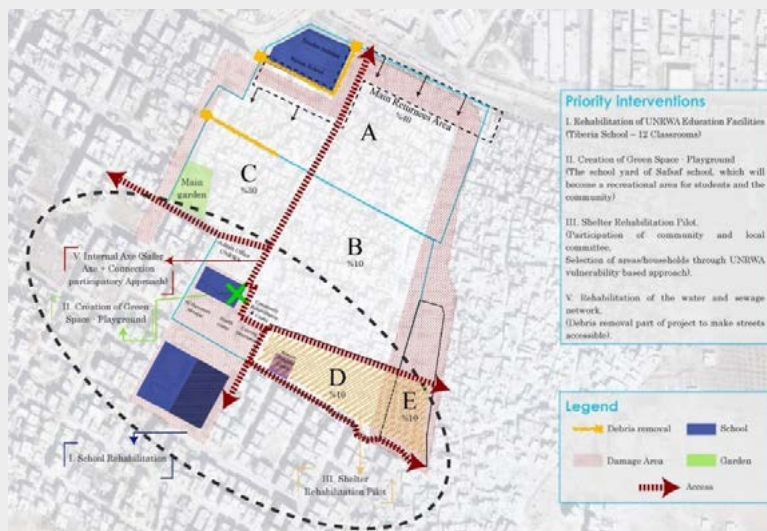 Main Returnous Area
%40
A
C
%30
Main
garden
B
%10
D
%10
E
%10
V. Internal Axe (Safer
Axe + Connection
participatory Approach)
II. Creation of Green
Space - Playground
I. School Rehabilitation
III. Shelter
Rehabilitation Pilot
Priority Interventions
I. Rehabilitation of UNRWA Education Facilities
(Tiberia School – 12 Classrooms)
II. Creation of Green Space - Playground
(The school yard of Safsaf school, which will
become a recreational area for students and the
community)
III. Shelter Rehabilitation Pilot.
(Participation of community and local
committee,
Selection of areas/households through UNRWA
vulnerability based approach).
V. Rehabilitation of the water and sewage
network.
(Debris removal part of project to make streets
accessible).
Legend
Debris removal
School
Damage Area
Garden
Access